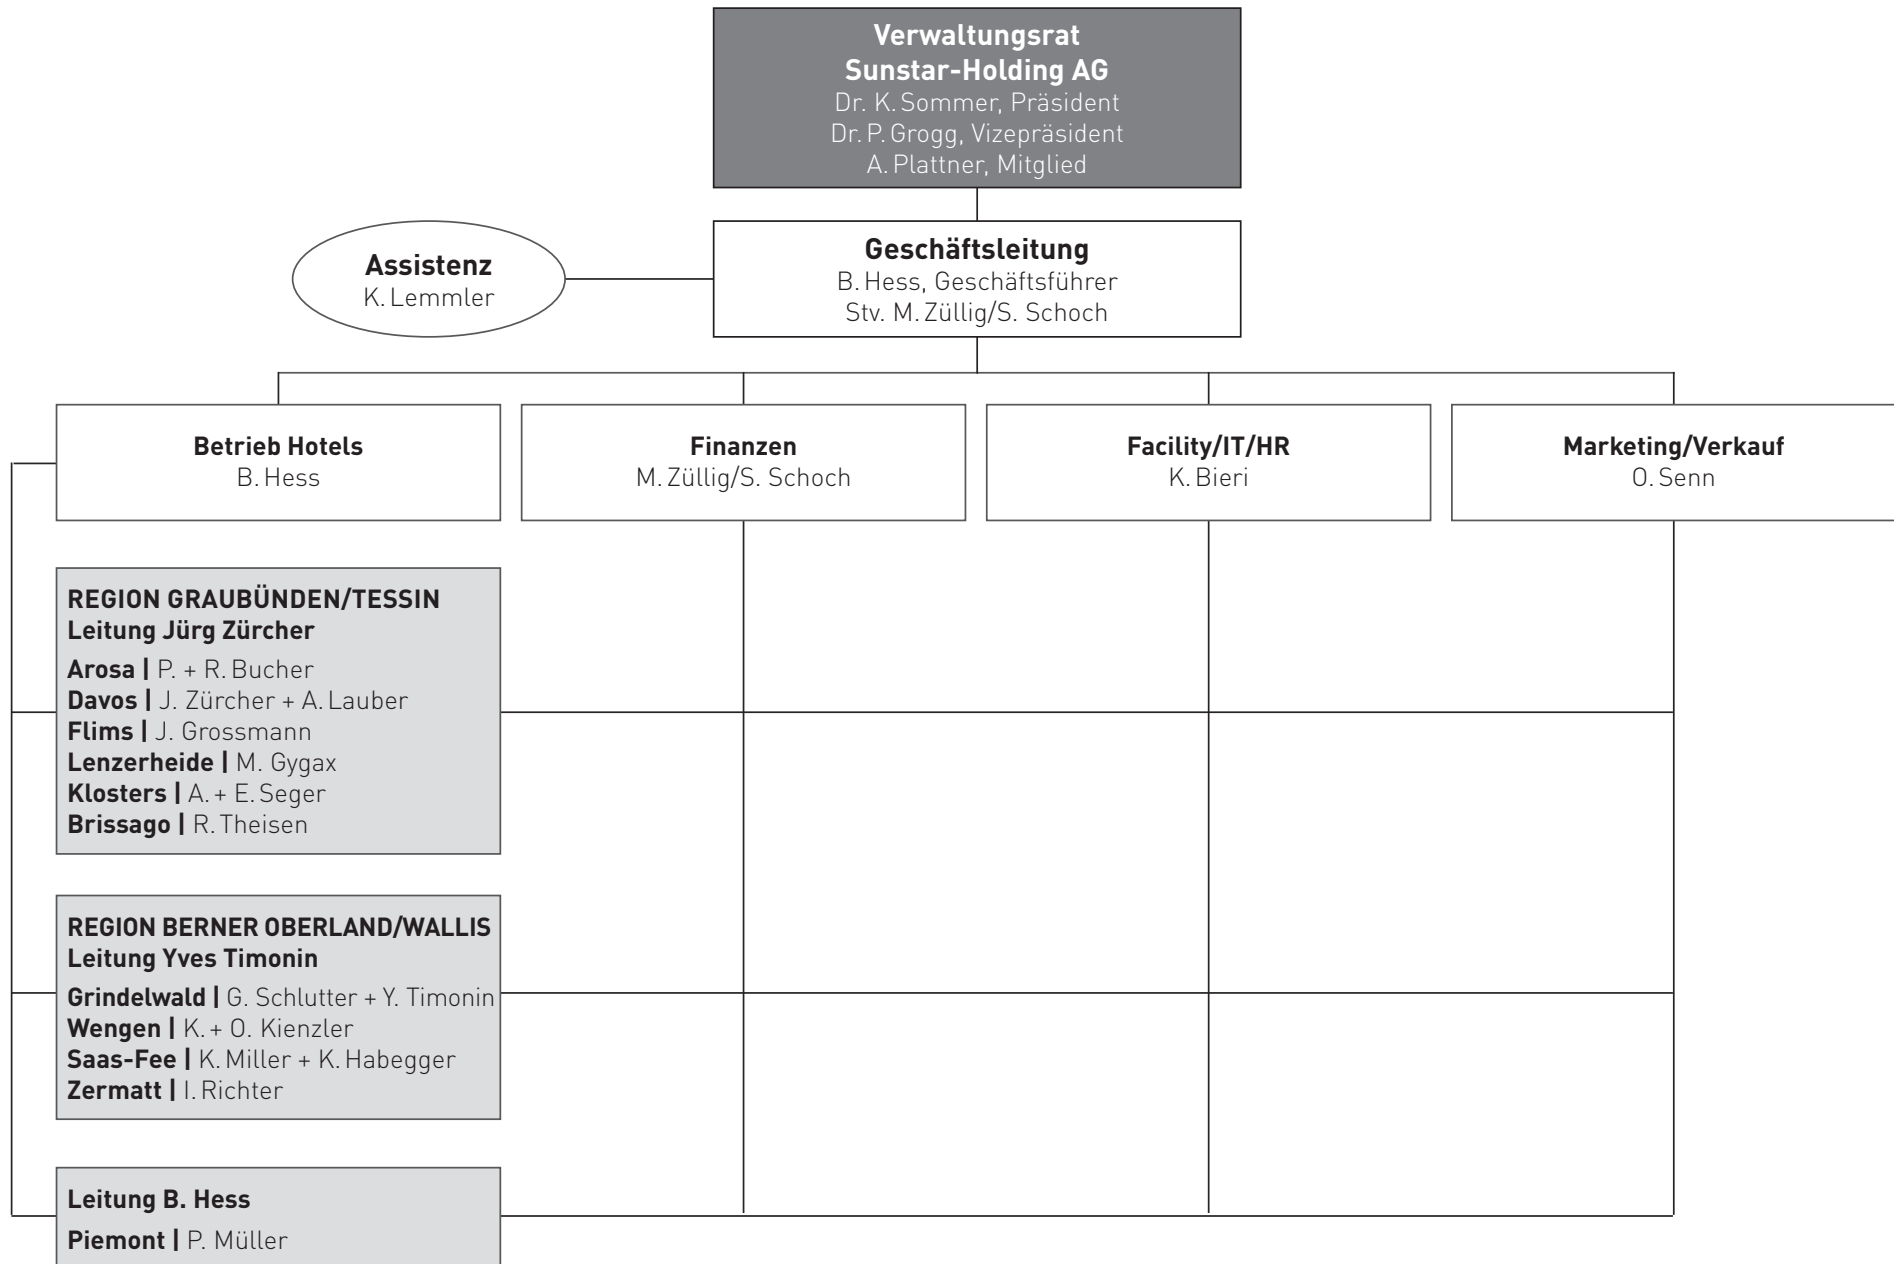 Verwaltungsrat
Sunstar-Holding AG
Dr. K. Sommer, Präsident
Dr. P. Grogg, Vizepräsident
A. Plattner, Mitglied
Assistenz
K. Lemmler
Geschäftsleitung
B. Hess, Geschäftsführer
Stv. M. Züllig/S. Schoch
Betrieb Hotels
B. Hess
Finanzen
M. Züllig/S. Schoch
Facility/IT/HR
K. Bieri
Marketing/Verkauf
O. Senn
REGION GRAUBÜNDEN/TESSIN
Leitung Jürg Zürcher
Arosa | P. + R. Bucher
Davos | J. Zürcher + A. Lauber
Flims | J. Grossmann
Lenzerheide | M. Gygax
Klosters | A. + E. Seger
Brissago | R. Theisen
REGION BERNER OBERLAND/WALLIS
Leitung Yves Timonin
Grindelwald | G. Schlutter + Y. Timonin
Wengen | K. + O. Kienzler
Saas-Fee | K. Miller + K. Habegger
Zermatt | I. Richter
Leitung B. Hess
Piemont | P. Müller